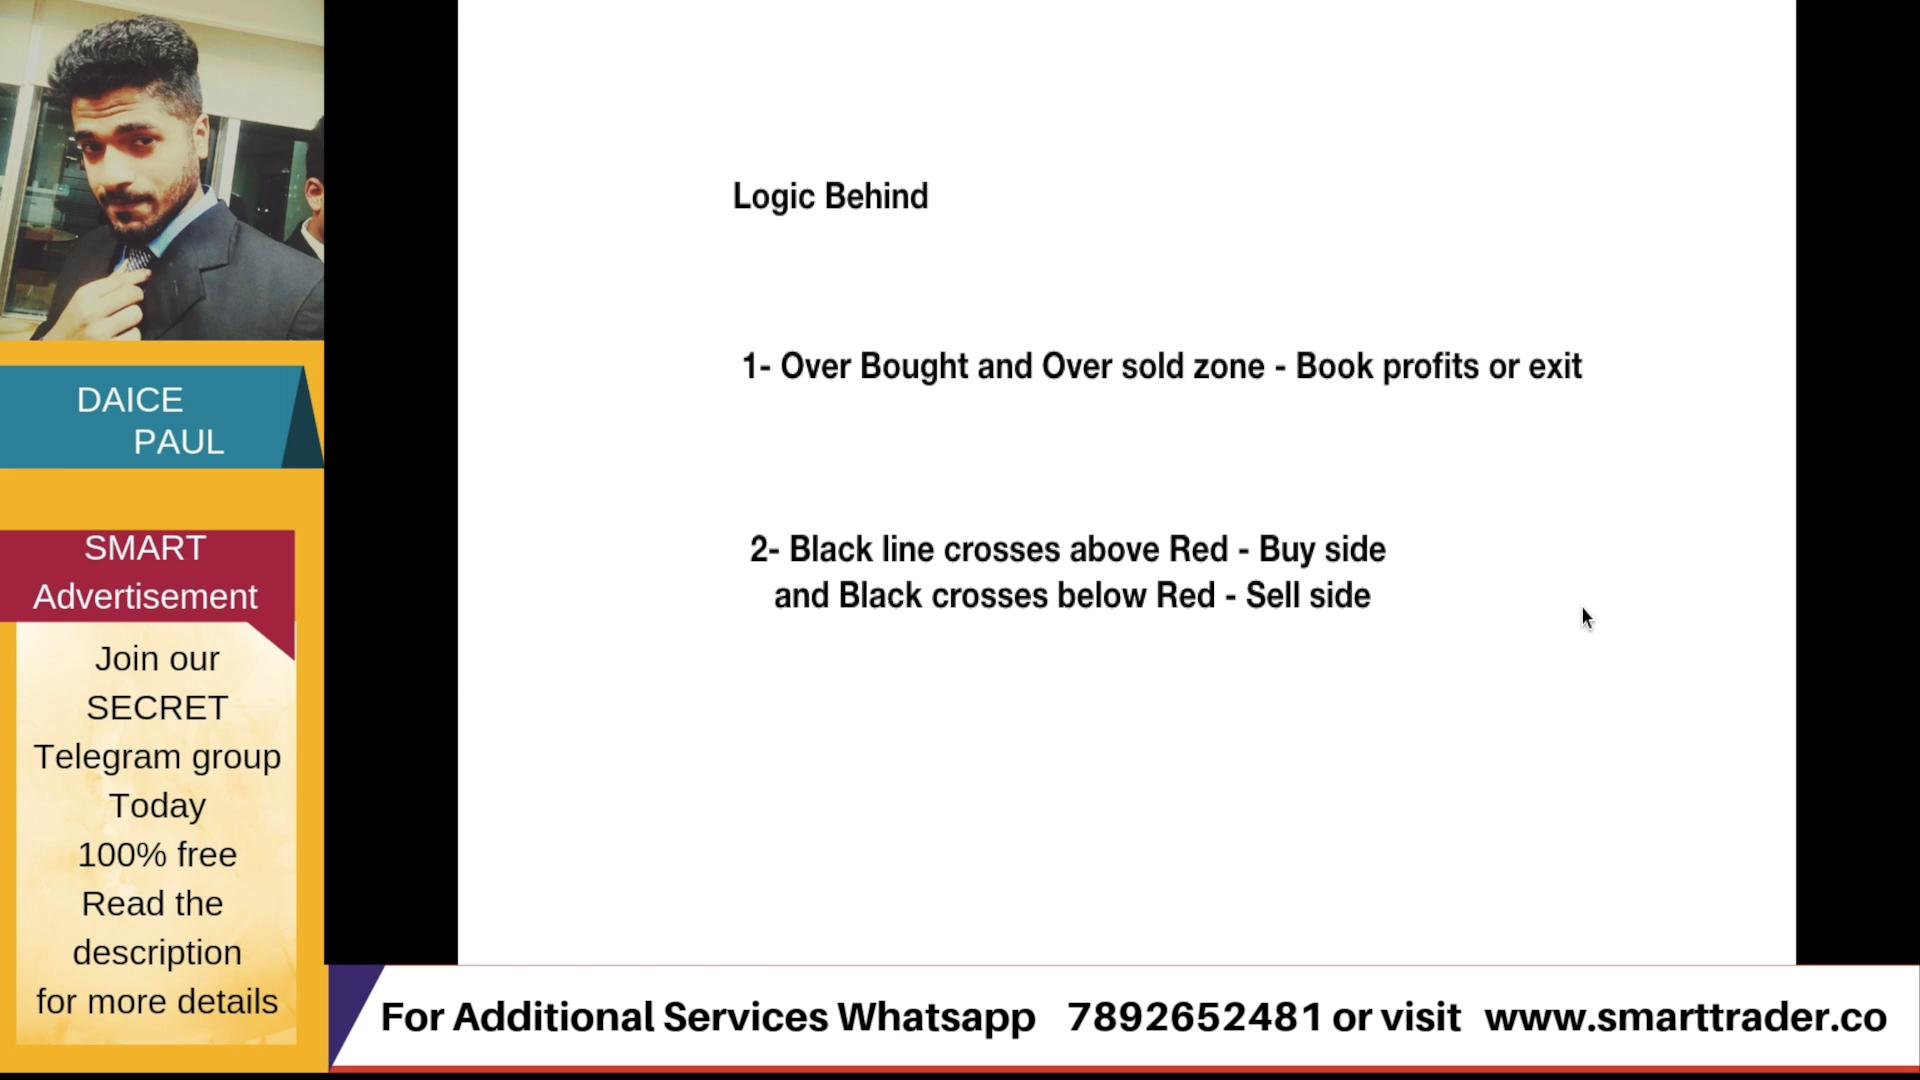 Logic Behind
1- Over Bought and Over sold zone - Book profits or exit
2- Black line crosses above Red - Buy side
and Black crosses below Red - Sell side
DAICE
PAUL
SMART
Advertisement
Join our
SECRET
Telegram group
Today
100% free
Read the
description
for more details
For Additional Services Whatsapp 7892652481 or visit www.smarttrader.co